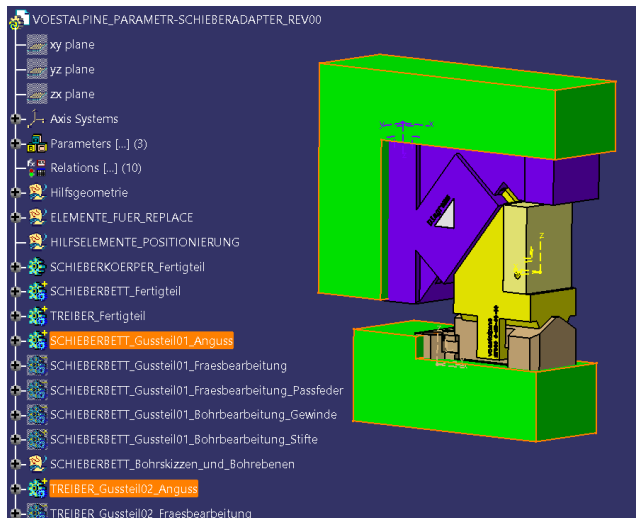 VOESTALPINE_PARAMETR-SCHIEBERADAPTER_REV00
xy plane
yz plane
zx plane
Axis Systems
Parameters [...] (3)
Relations [...] (10)
Hilfsgeometrie
ELEMENTE_FUER_REPLACE
HILFSELEMENTE_POSITIONIERUNG
SCHIEBERKOERPER_Fertigteil
SCHIEBERBETT_Fertigteil
TREIBER_Fertigteil
SCHIEBERBETT_Gussteil01_Anguss
SCHIEBERBETT_Gussteil01_Fraesbearbeitung
SCHIEBERBETT_Gussteil01_Fraesbearbeitung_Passfeder
SCHIEBERBETT_Gussteil01_Bohrbearbeitung_Gewinde
SCHIEBERBETT_Gussteil01_Bohrbearbeitung_Stifte
SCHIEBERBETT_Bohrskizzen_und_Bohrebenen
TREIBER_Gussteil02_Anguss
TREIBER_Gussteil02_Fraesbearbeitung